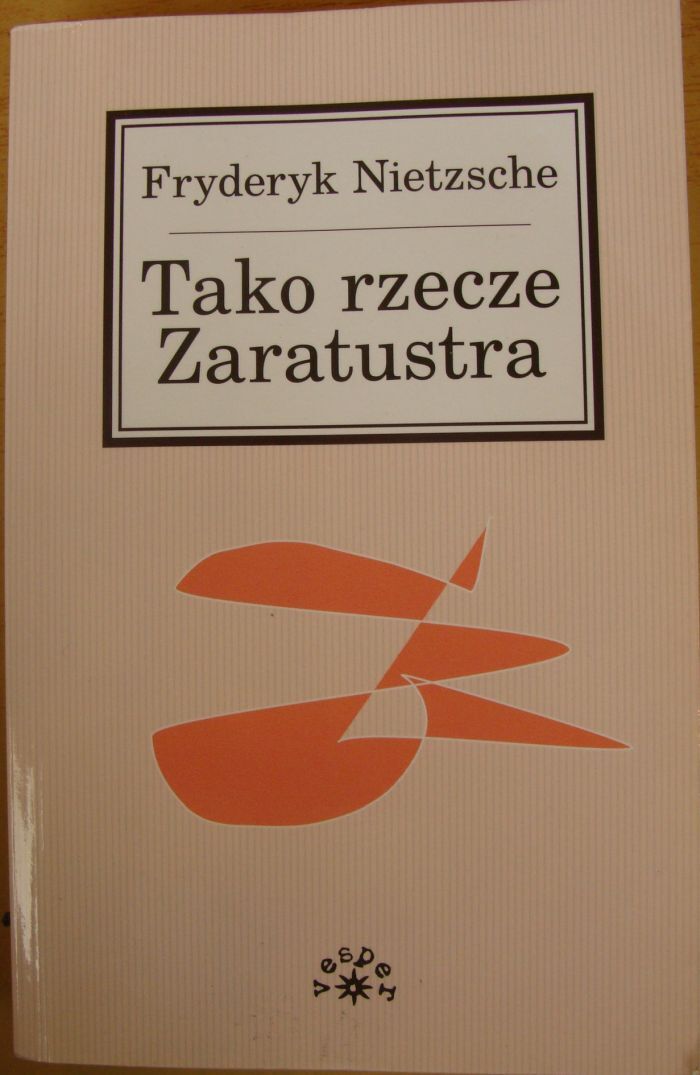 Fryderyk Nietzsche
Tako rzecze
Zaratustra
vesper